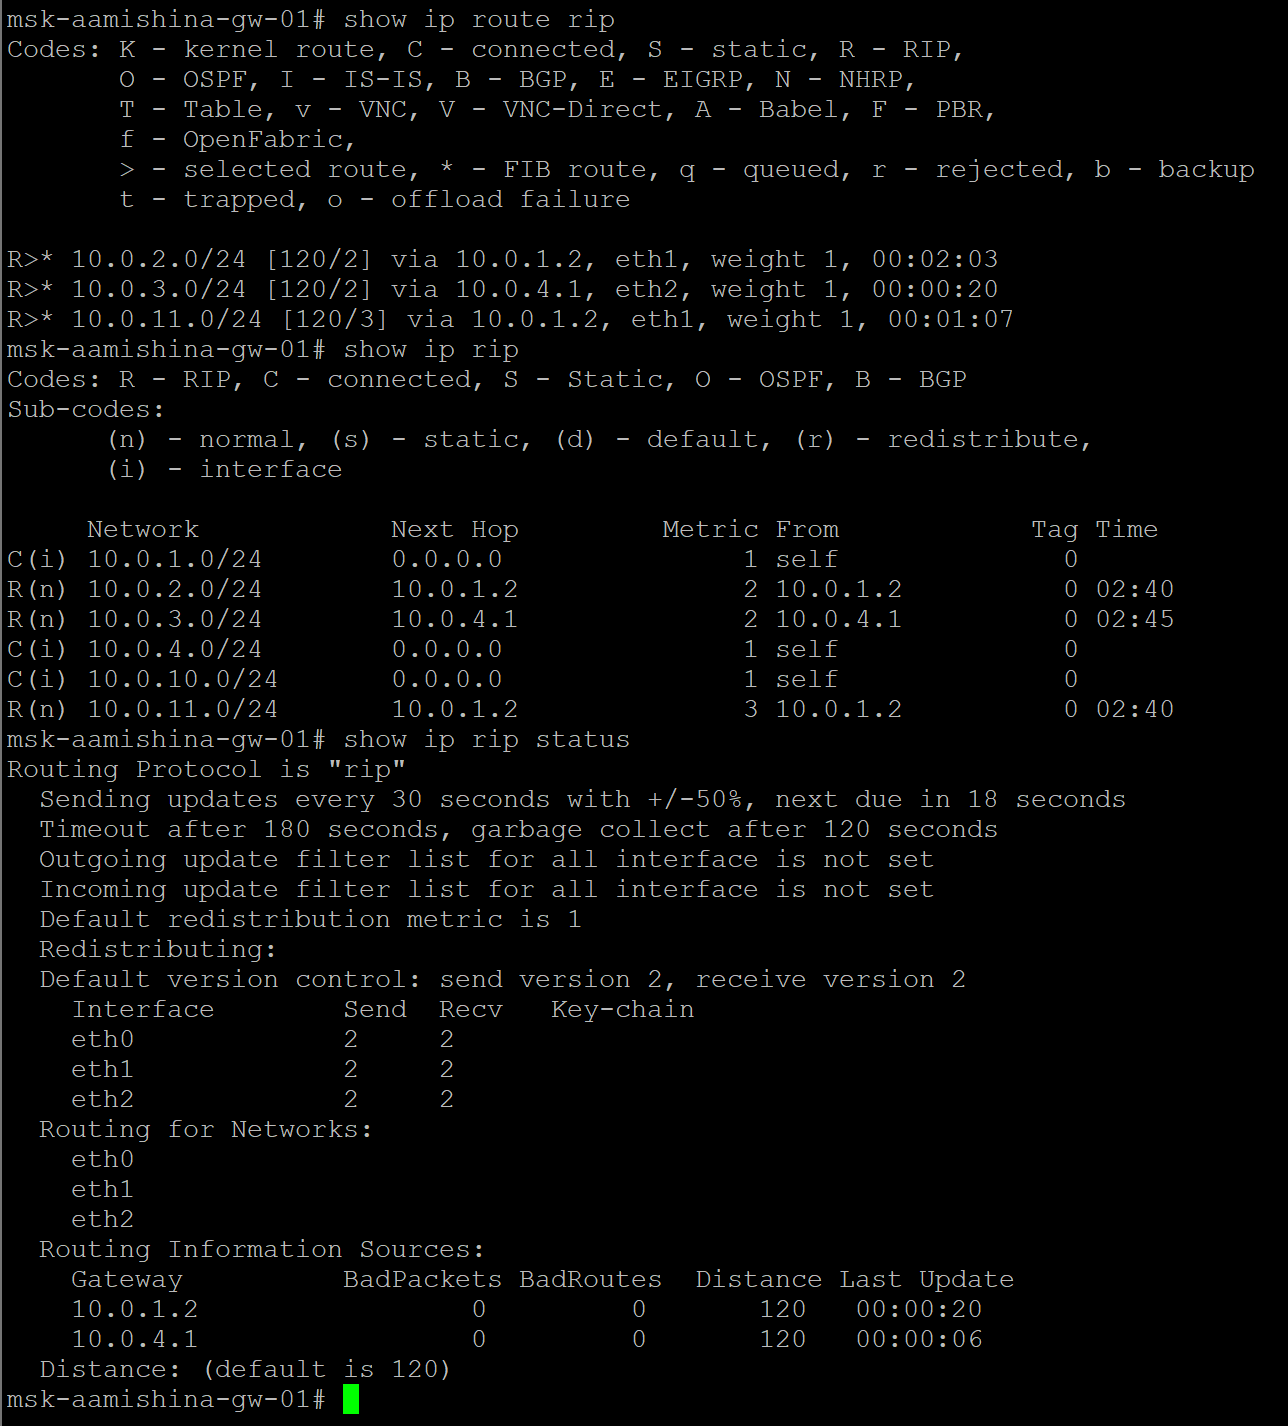 msk-aamishina-gw-01# show ip route rip
Codes: K - kernel route, C - connected, S - static, R - RIP,
       O - OSPF, I - IS-IS, B - BGP, E - EIGRP, N - NHRP,
       T - Table, v - VNC, V - VNC-Direct, A - Babel, F - PBR,
       f - OpenFabric,
       > - selected route, * - FIB route, q - queued, r - rejected, b - backup
       t - trapped, o - offload failure

R>* 10.0.2.0/24 [120/2] via 10.0.1.2, eth1, weight 1, 00:02:03
R>* 10.0.3.0/24 [120/2] via 10.0.4.1, eth2, weight 1, 00:00:20
R>* 10.0.11.0/24 [120/3] via 10.0.1.2, eth1, weight 1, 00:01:07
msk-aamishina-gw-01# show ip rip
Codes: R - RIP, C - connected, S - Static, O - OSPF, B - BGP
Sub-codes:
      (n) - normal, (s) - static, (d) - default, (r) - redistribute,
      (i) - interface

     Network            Next Hop         Metric From            Tag Time
C(i) 10.0.1.0/24        0.0.0.0               1 self              0
R(n) 10.0.2.0/24        10.0.1.2              2 10.0.1.2          0 02:40
R(n) 10.0.3.0/24        10.0.4.1              2 10.0.4.1          0 02:45
C(i) 10.0.4.0/24        0.0.0.0               1 self              0
C(i) 10.0.10.0/24       0.0.0.0               1 self              0
R(n) 10.0.11.0/24       10.0.1.2              3 10.0.1.2          0 02:40
msk-aamishina-gw-01# show ip rip status
Routing Protocol is "rip"
  Sending updates every 30 seconds with +/-50%, next due in 18 seconds
  Timeout after 180 seconds, garbage collect after 120 seconds
  Outgoing update filter list for all interface is not set
  Incoming update filter list for all interface is not set
  Default redistribution metric is 1
  Redistributing:
  Default version control: send version 2, receive version 2
    Interface        Send  Recv   Key-chain
    eth0             2     2
    eth1             2     2
    eth2             2     2
  Routing for Networks:
    eth0
    eth1
    eth2
  Routing Information Sources:
    Gateway          BadPackets BadRoutes  Distance Last Update
    10.0.1.2                 0         0       120   00:00:20
    10.0.4.1                 0         0       120   00:00:06
  Distance: (default is 120)
msk-aamishina-gw-01#